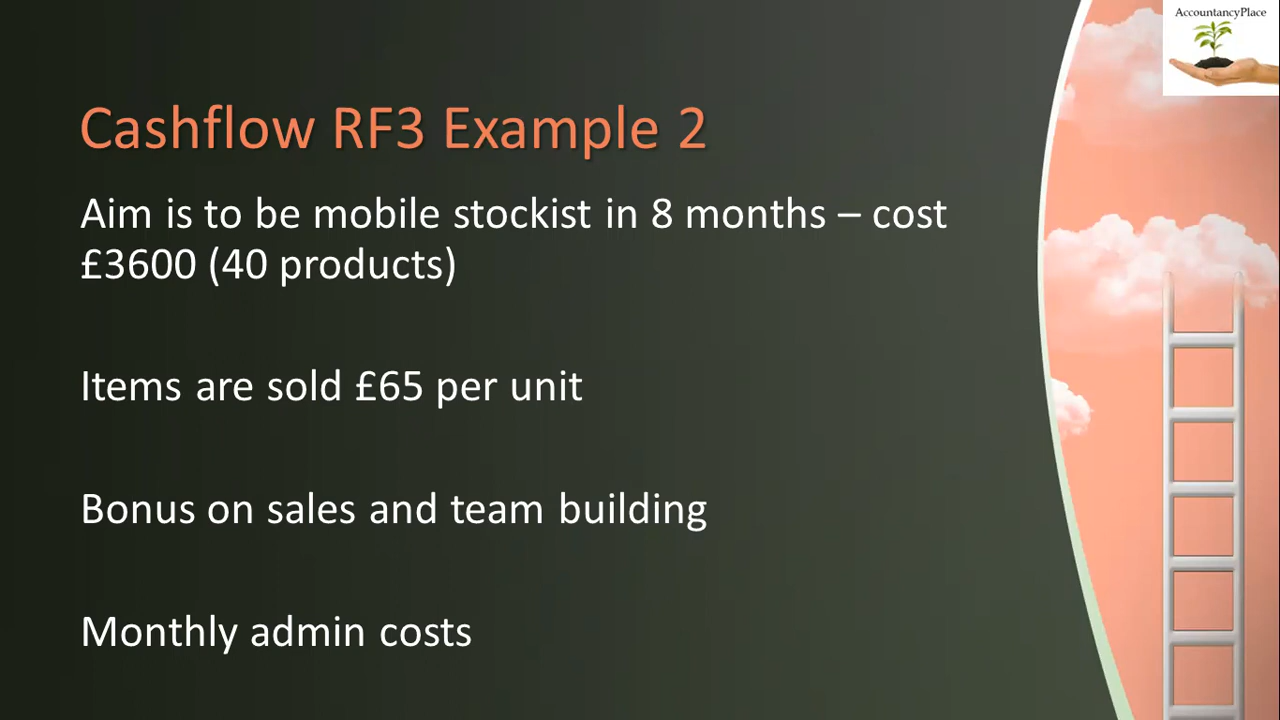 AccountancyPlace
Cashflow RF3 Example 2
Aim is to be mobile stockist in 8 months – cost
£3600 (40 products)
Items are sold £65 per unit
Bonus on sales and team building
Monthly admin costs